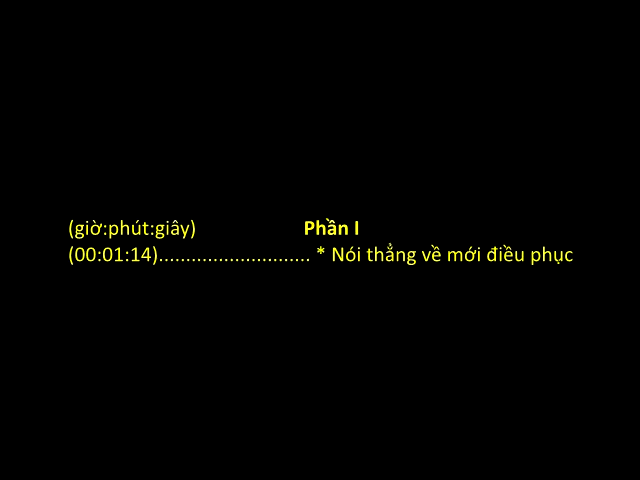 (giờ:phút:giây) Phần I
(00:01:14)............................ * Nói thẳng về mới điều phục